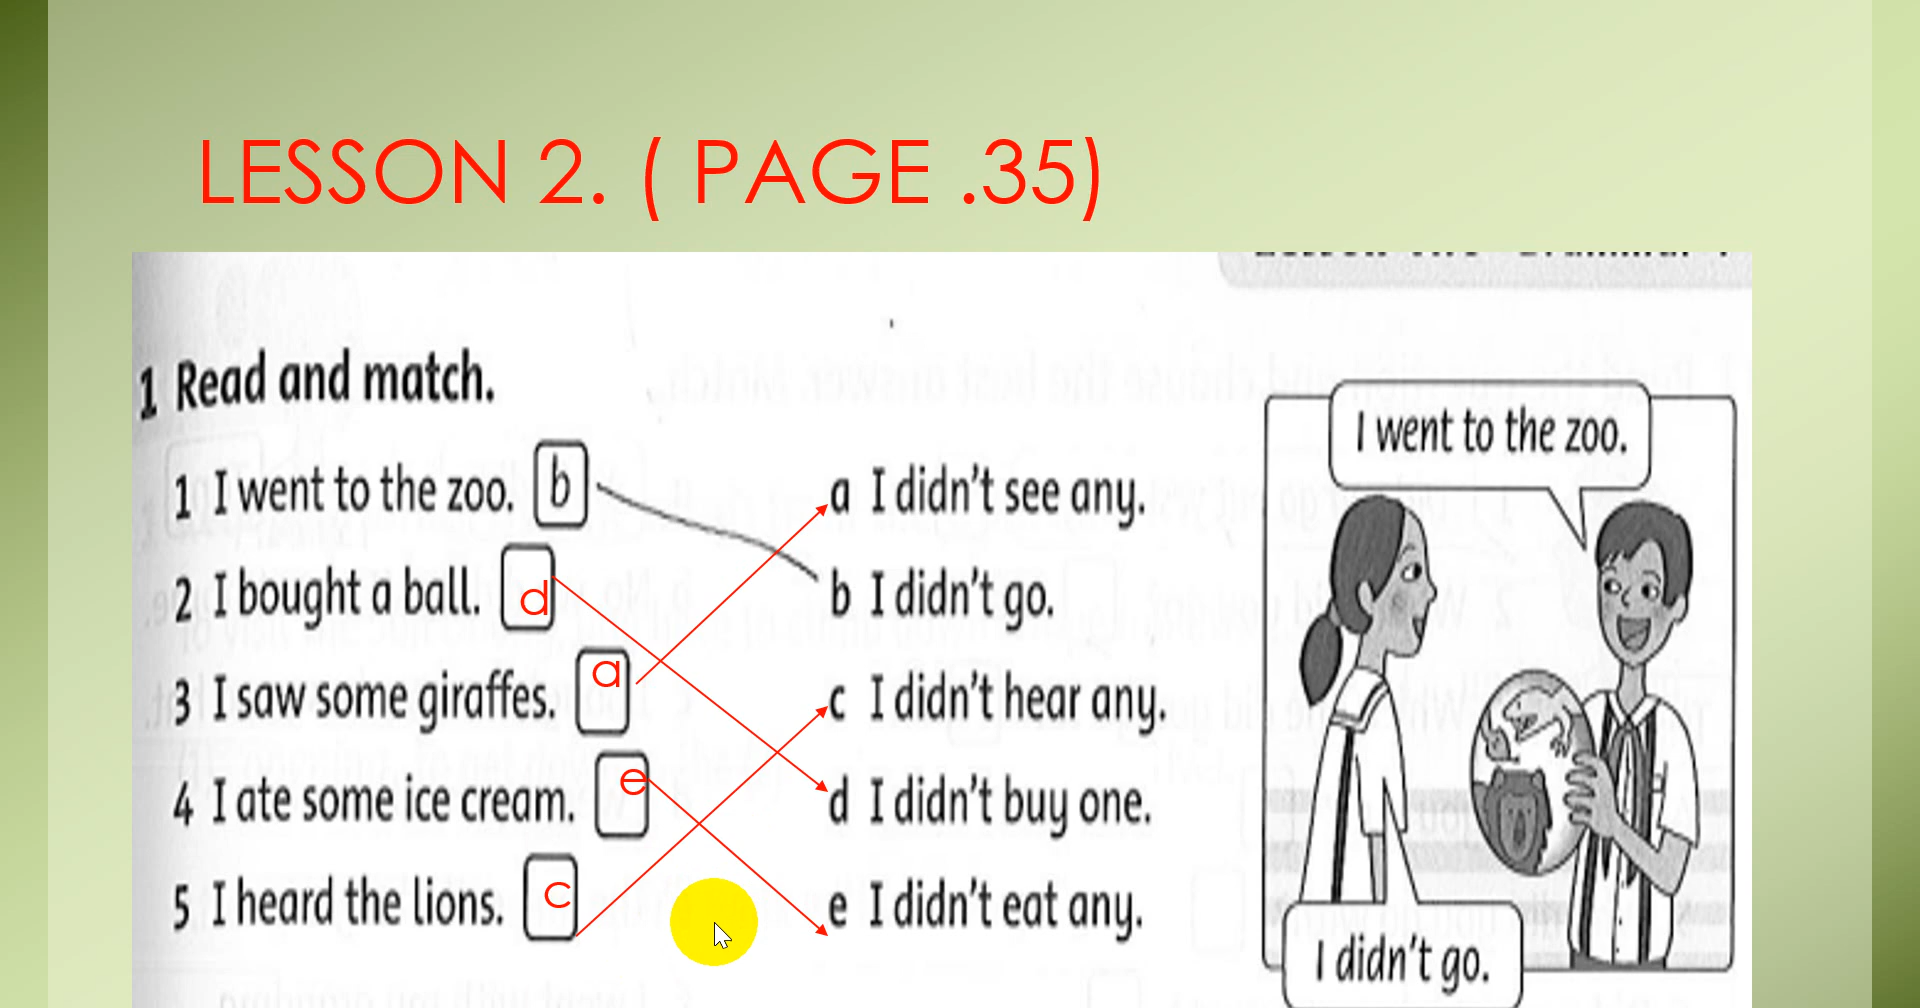 LESSON 2. ( PAGE .35)
1 Read and match.
1 I went to the zoo. b
2 I bought a ball. d
3 I saw some giraffes. a
4 I ate some ice cream. e
5 I heard the lions. c
a I didn't see any.
b I didn't go.
c I didn't hear any.
d I didn't buy one.
e I didn't eat any.
I went to the zoo.
I didn't go.